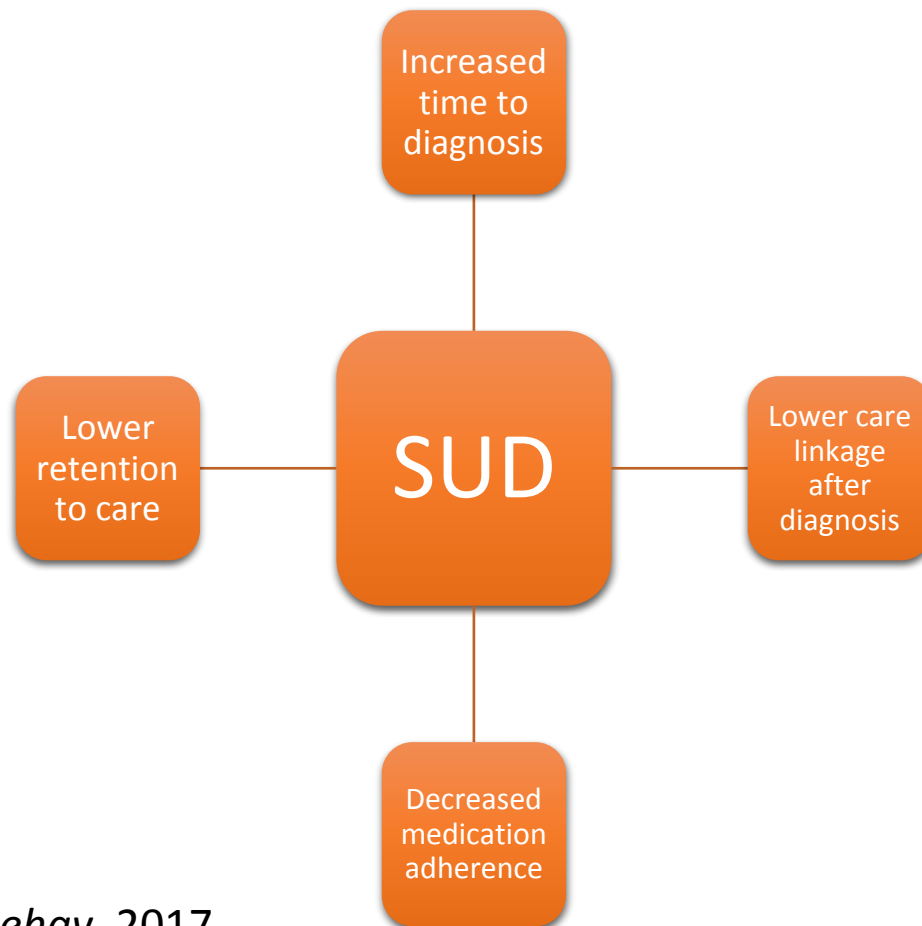 Increased
time to
diagnosis
Lower
retention
to care
SUD
Lower care
linkage
after
diagnosis
Decreased
medication
adherence
2017